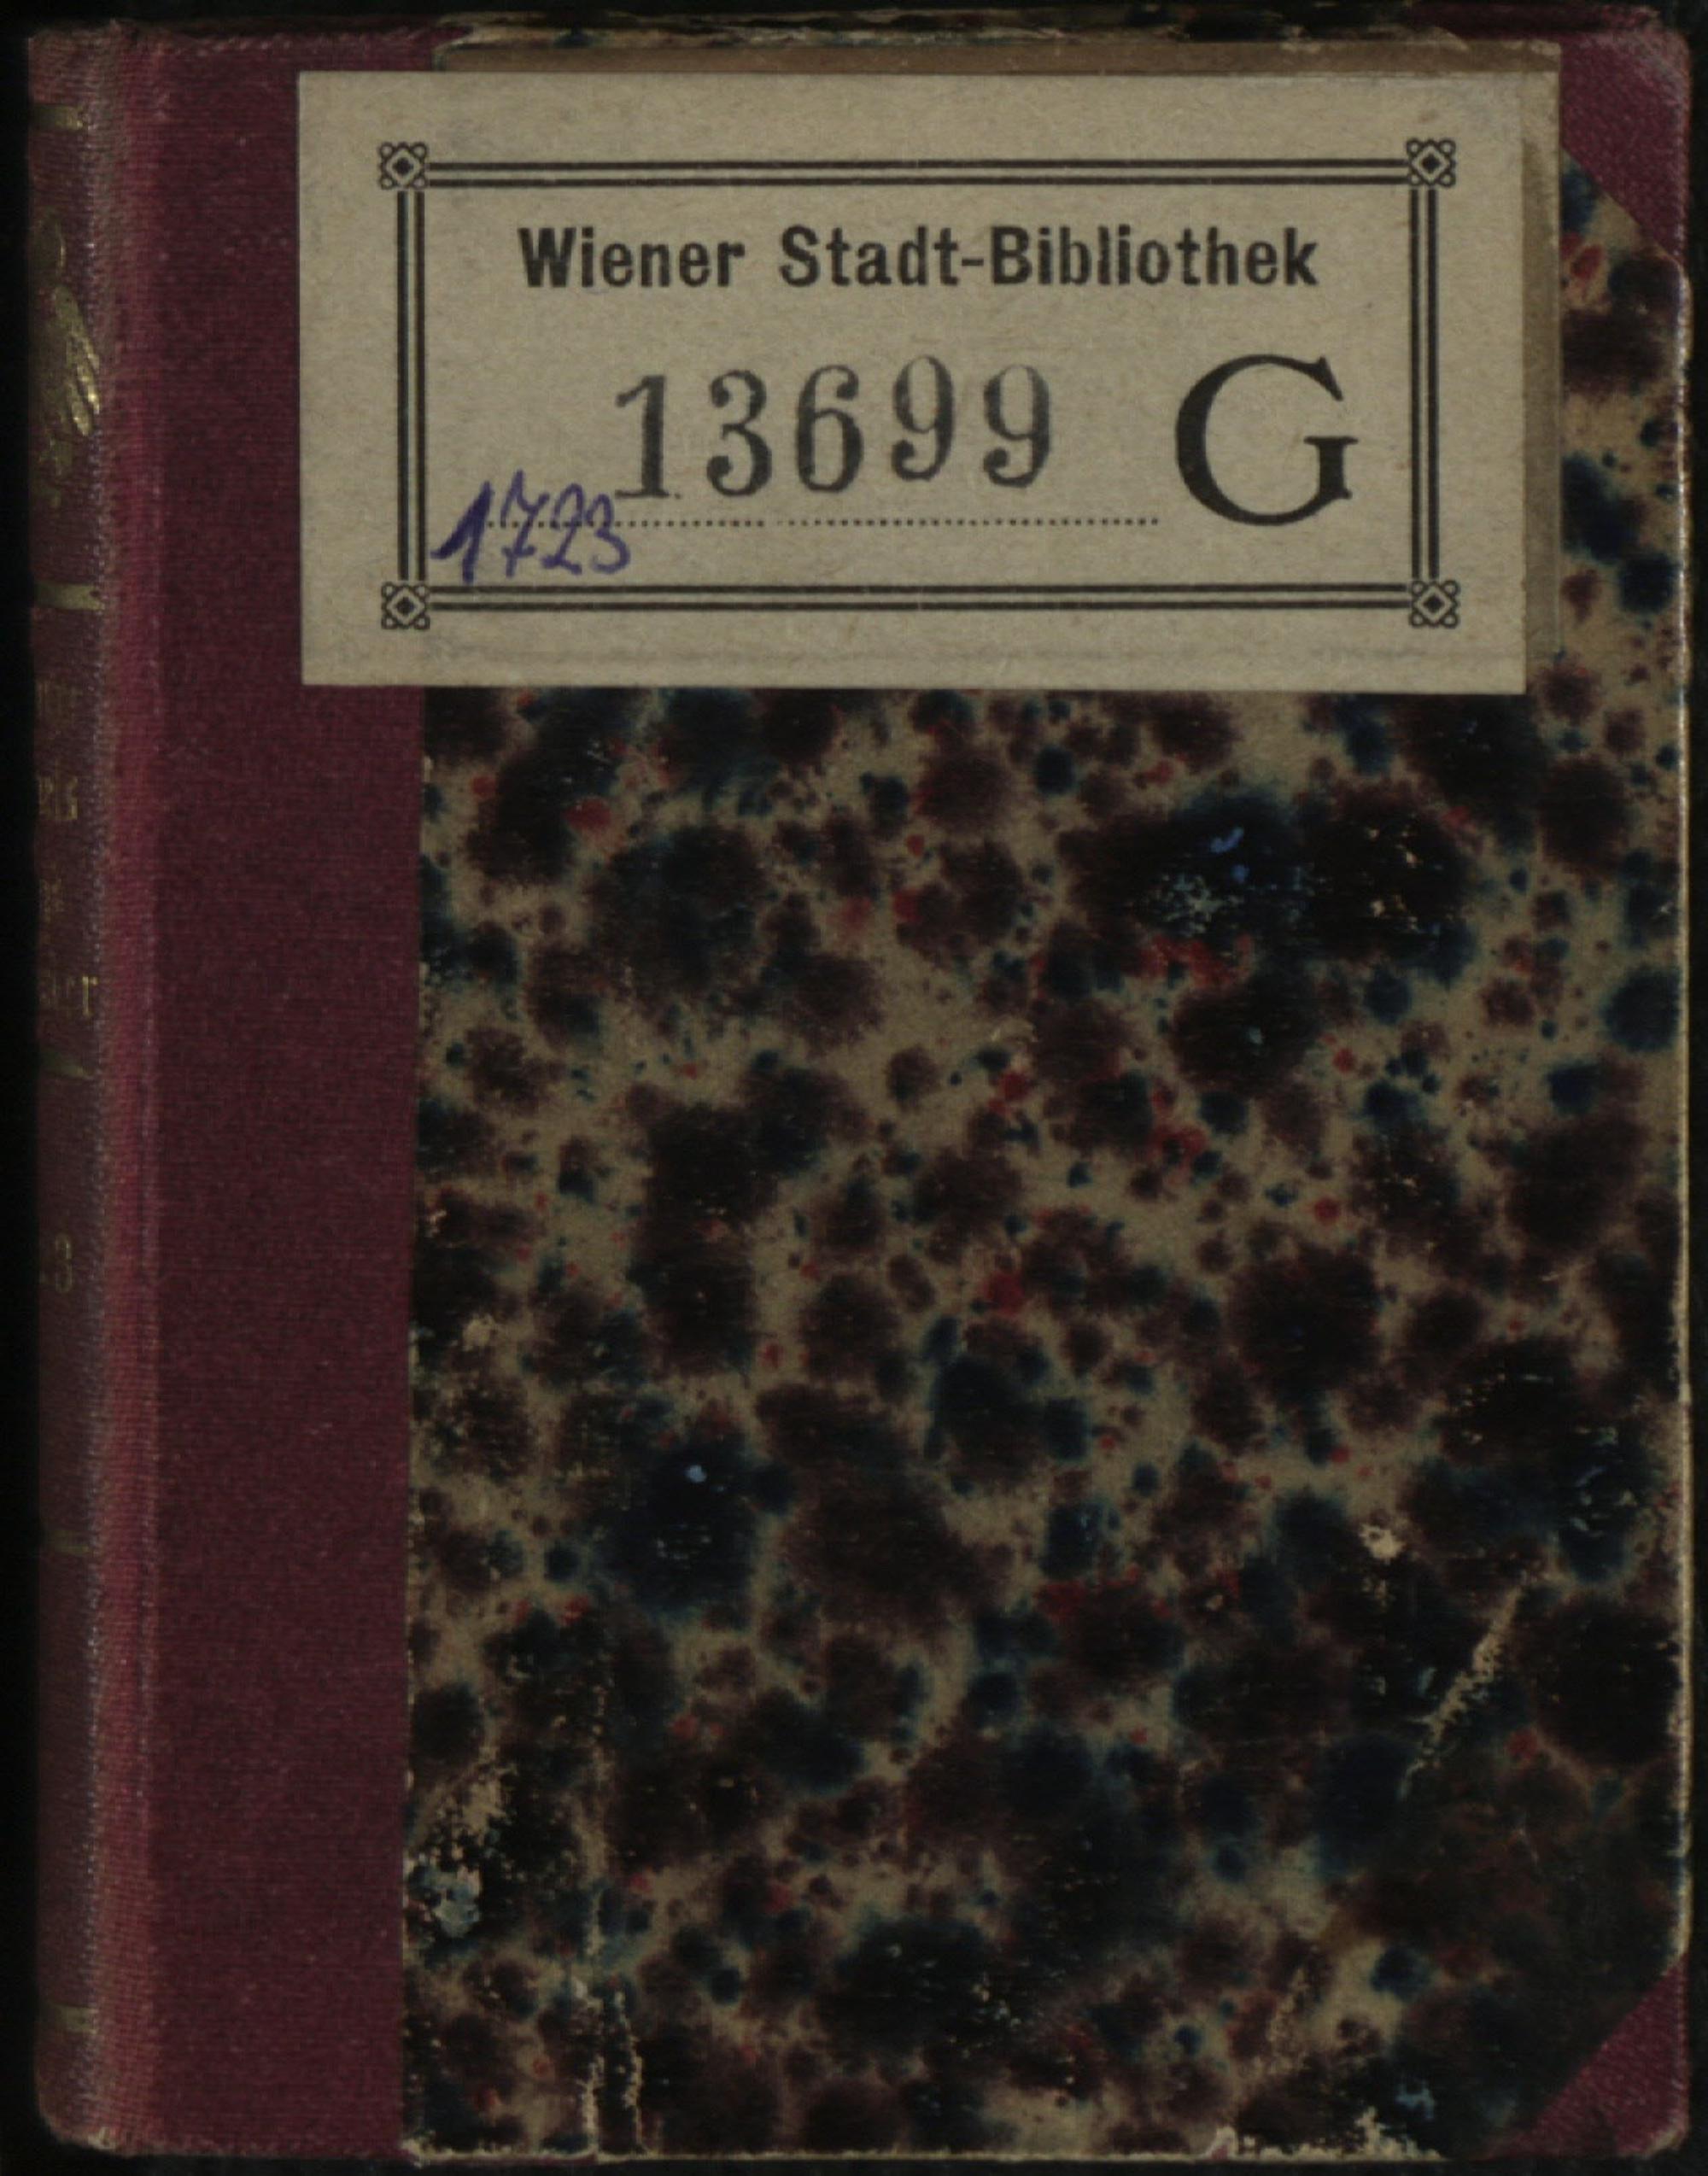 Wiener Stadt-Bibliothek
13699 G
1723